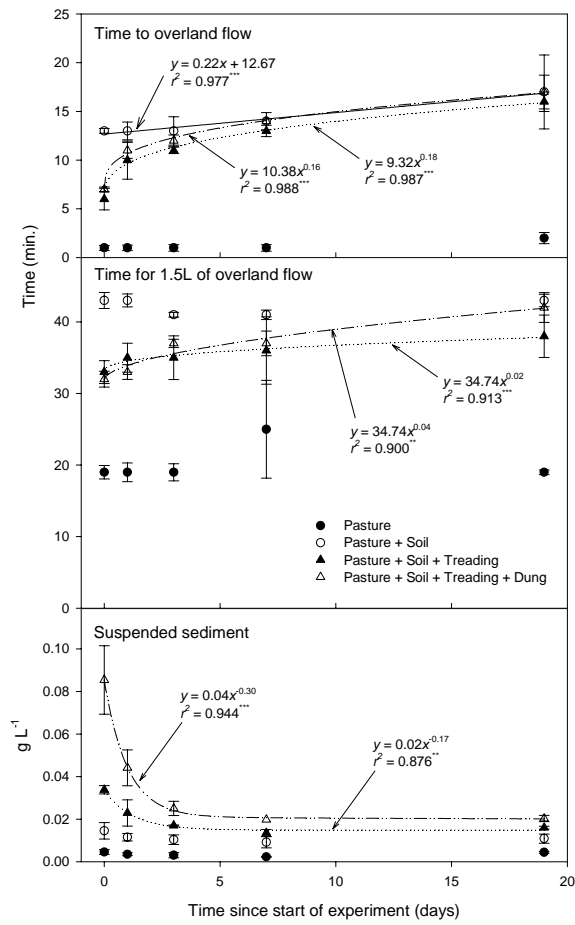 25
Time to overland flow
y = 0.22x + 12.67
r² = 0.977***
20
15
10
y = 10.38x^0.16
r² = 0.988***
y = 9.32x^0.18
r² = 0.987***
5
0
Time (min.)
Time for 1.5L of overland flow
40
30
y = 34.74x^0.02
r² = 0.913***
y = 34.74x^0.04
r² = 0.900**
20
10
Pasture
Pasture + Soil
Pasture + Soil + Treading
Pasture + Soil + Treading + Dung
0
Suspended sediment
0.10
0.08
y = 0.04x^-0.30
r² = 0.944***
0.06
y = 0.02x^-0.17
r² = 0.876**
0.04
0.02
0.00
g L⁻¹
0 5 10 15 20
Time since start of experiment (days)